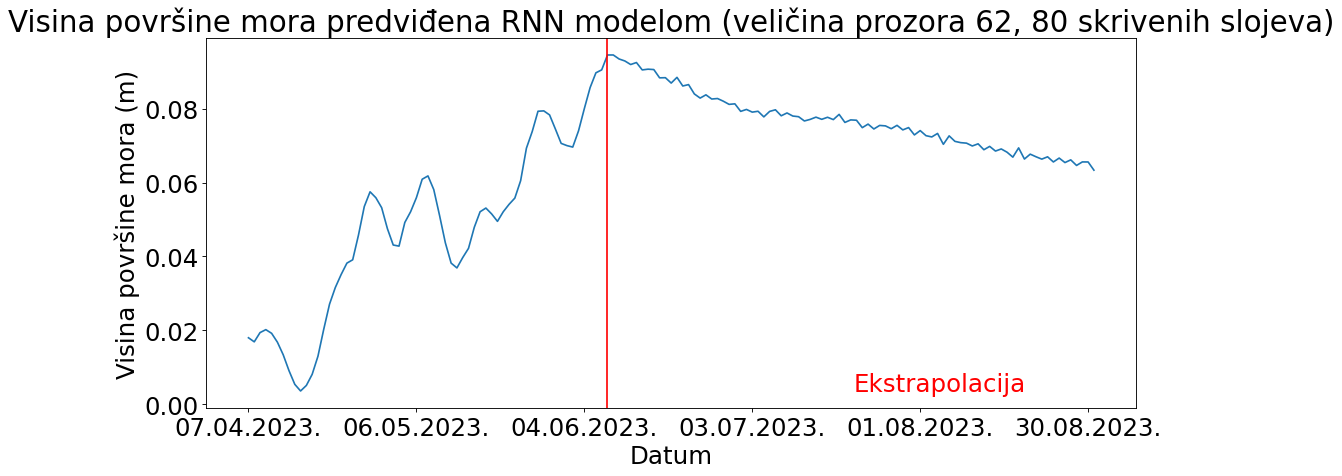 Visina površine mora predviđena RNN modelom (veličina prozora 62, 80 skrivenih slojeva)
Visina površine mora (m)
0.08
0.06
0.04
0.02
0.00
Ekstrapolacija
07.04.2023. 06.05.2023. 04.06.2023. 03.07.2023. 01.08.2023. 30.08.2023.
Datum